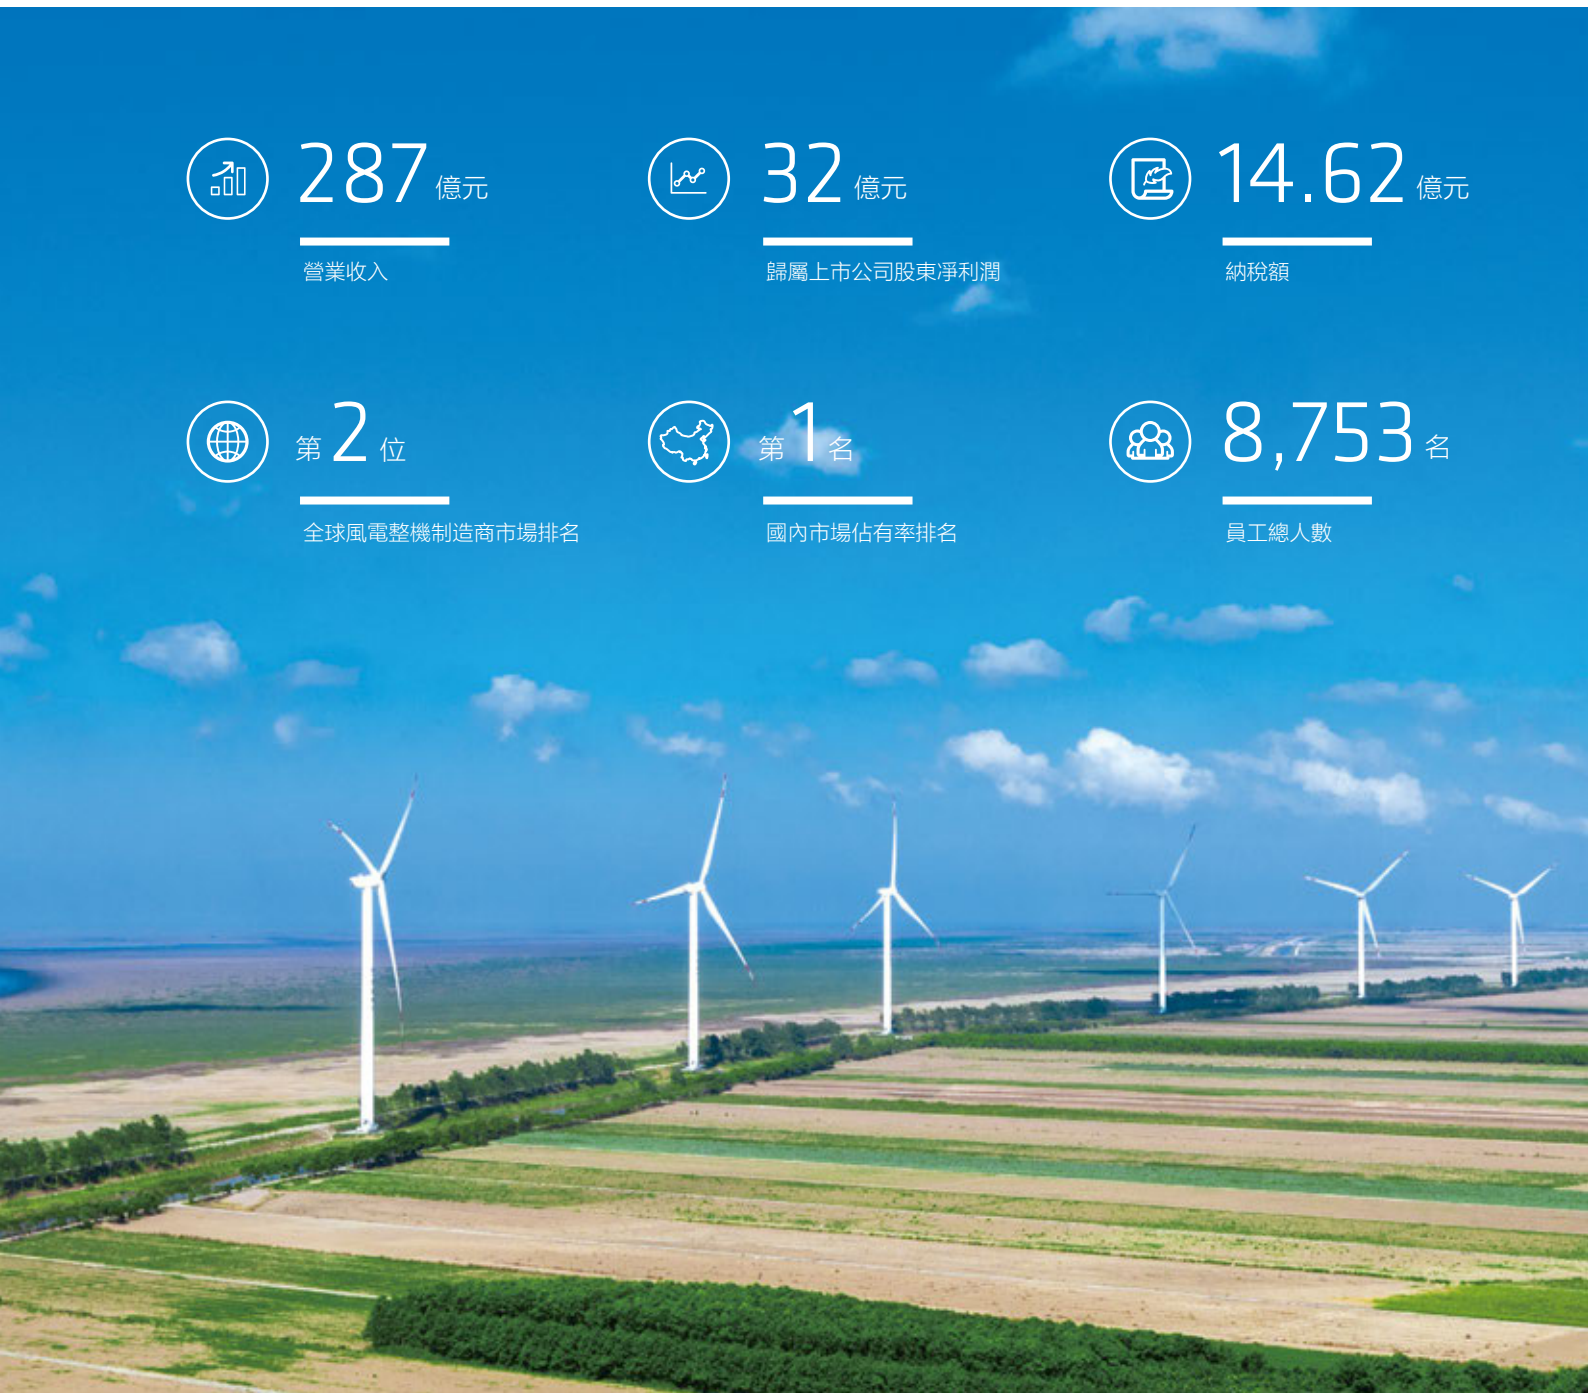 287 億元
營業收入
32 億元
歸屬上市公司股東凈利潤
14.62 億元
納稅額
第 2 位
全球風電整機制造商市場排名
第 1 名
國內市場佔有率排名
8,753 名
員工總人數